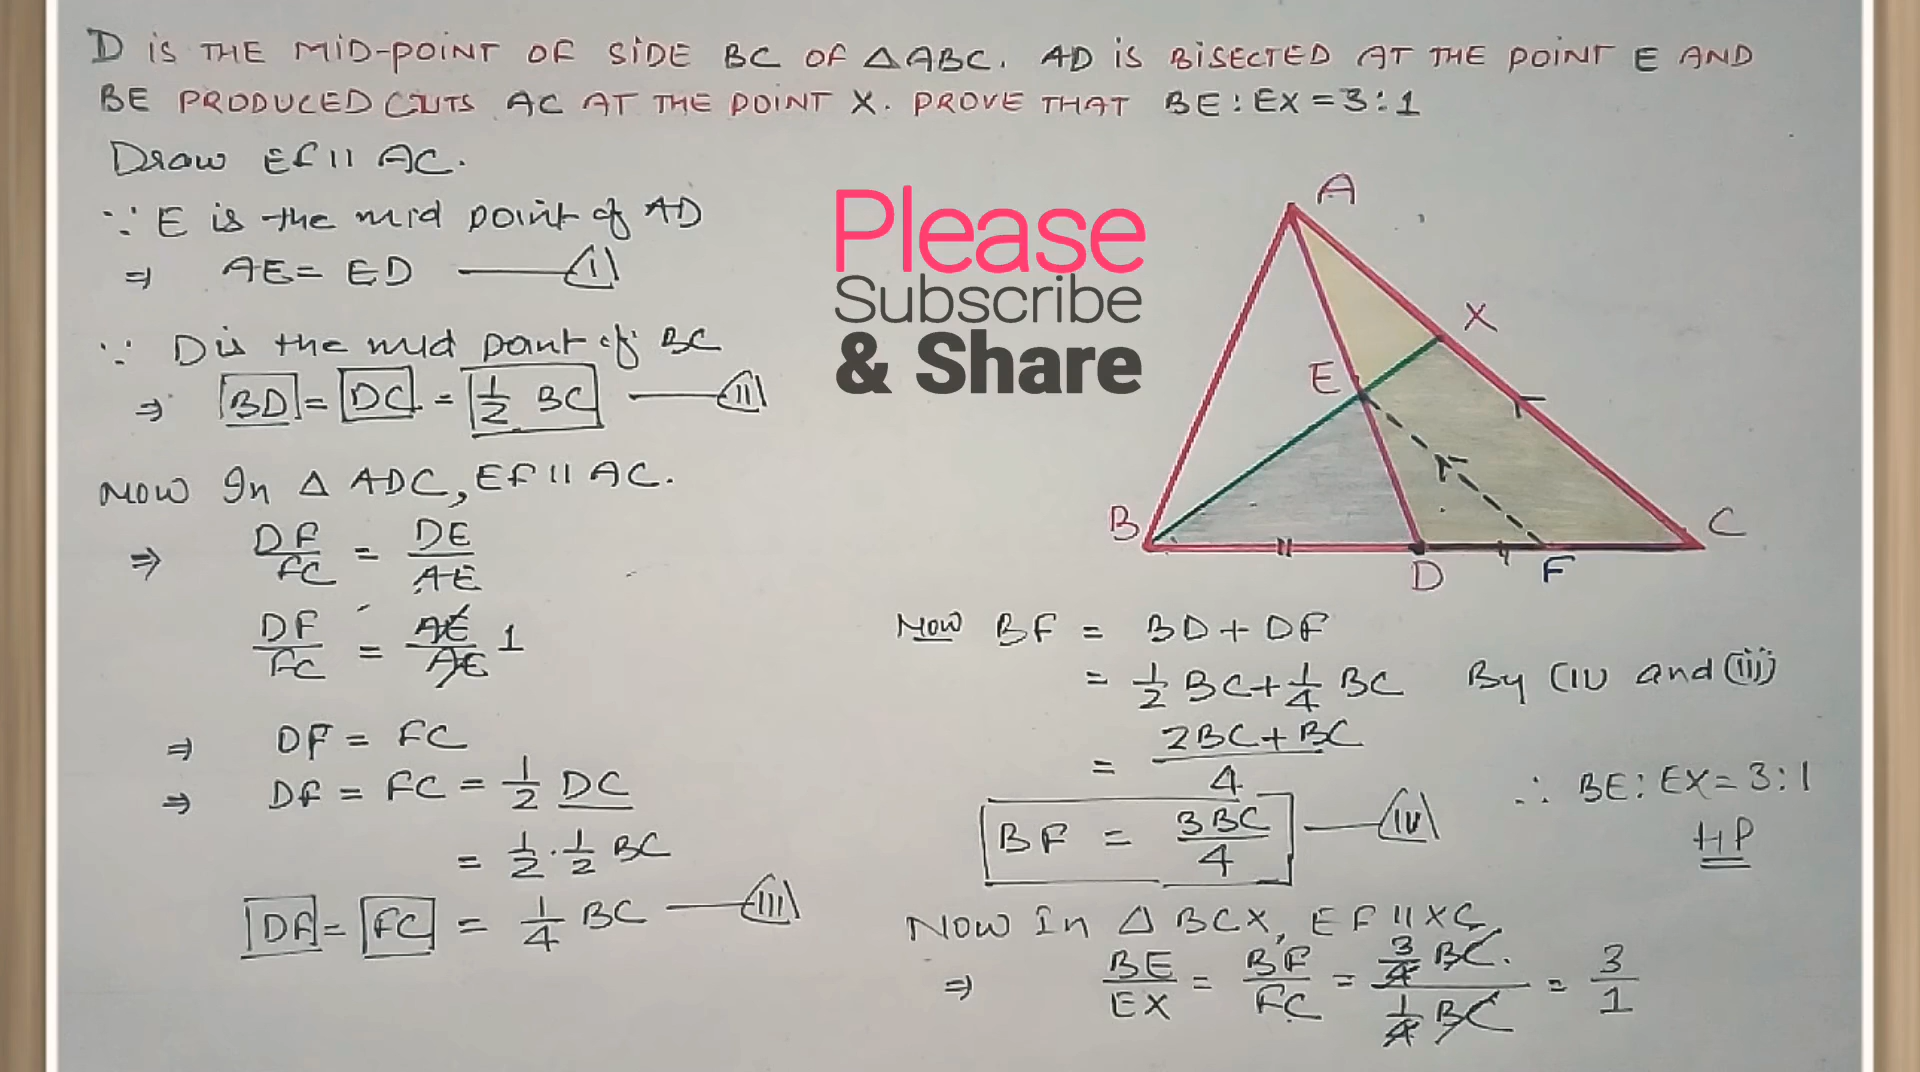 D IS THE MID-POINT OF SIDE BC OF △ABC. AD IS BISECTED AT THE POINT E AND
BE PRODUCED CUTS AC AT THE POINT X. PROVE THAT BE:EX=3:1
Draw EF || AC.
∵ E is the mid point of AD
⇒ AE = ED —— (i)
∵ D is the mid point of BC
⇒ BD = DC = 1/2 BC —— (ii)
Now In △ ADC, EF || AC.
⇒ DF/FC = DE/AE
DF/FC = AE/AE 1
⇒ DF = FC
⇒ DF = FC = 1/2 DC
= 1/2 · 1/2 BC
DF = FC = 1/4 BC —— (iii)
Please
Subscribe
& Share
A
X
E
B
D
F
C
Now BF = BD + DF
= 1/2 BC + 1/4 BC By (ii) and (iii)
= 2BC + BC/4
BF = 3BC/4 —— (iv)
Now In △ BCX, EF || XC
⇒ BE/EX = BF/FC = 3/4 BC / 1/4 BC = 3/1
∴ BE:EX = 3:1
HP